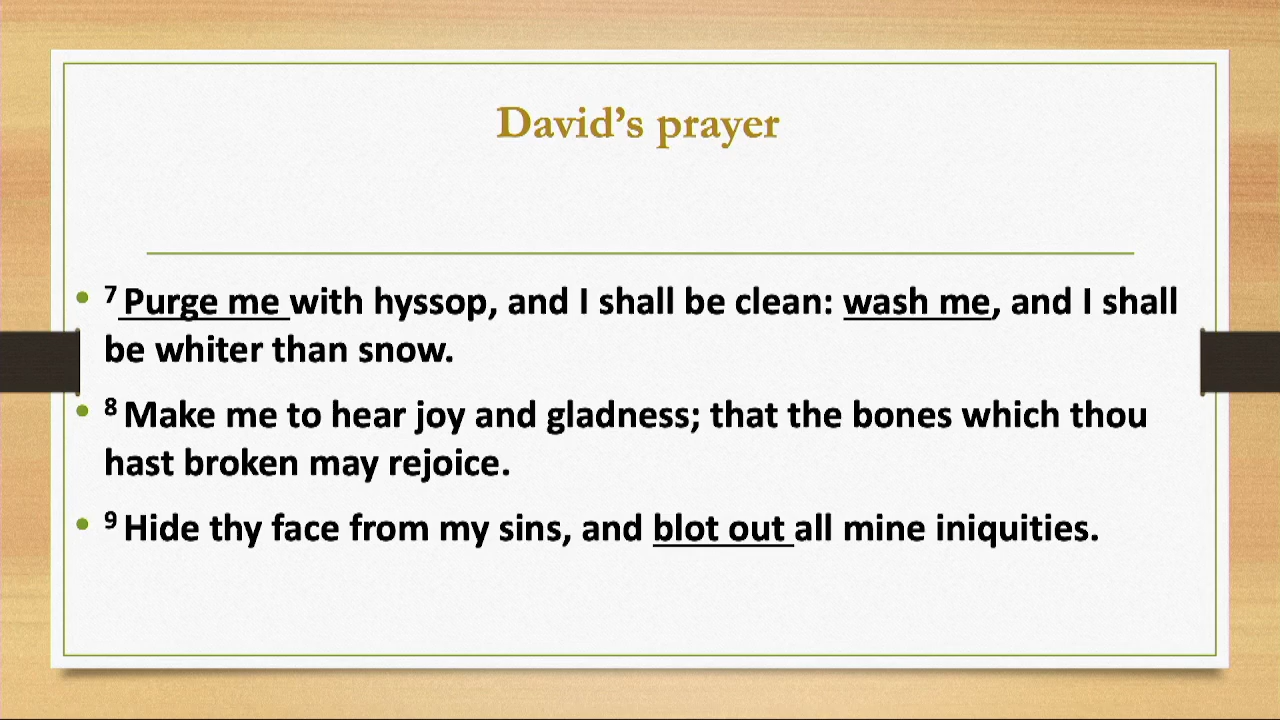 David’s prayer
• ⁷ Purge me with hyssop, and I shall be clean: wash me, and I shall
be whiter than snow.
• ⁸ Make me to hear joy and gladness; that the bones which thou
hast broken may rejoice.
• ⁹ Hide thy face from my sins, and blot out all mine iniquities.